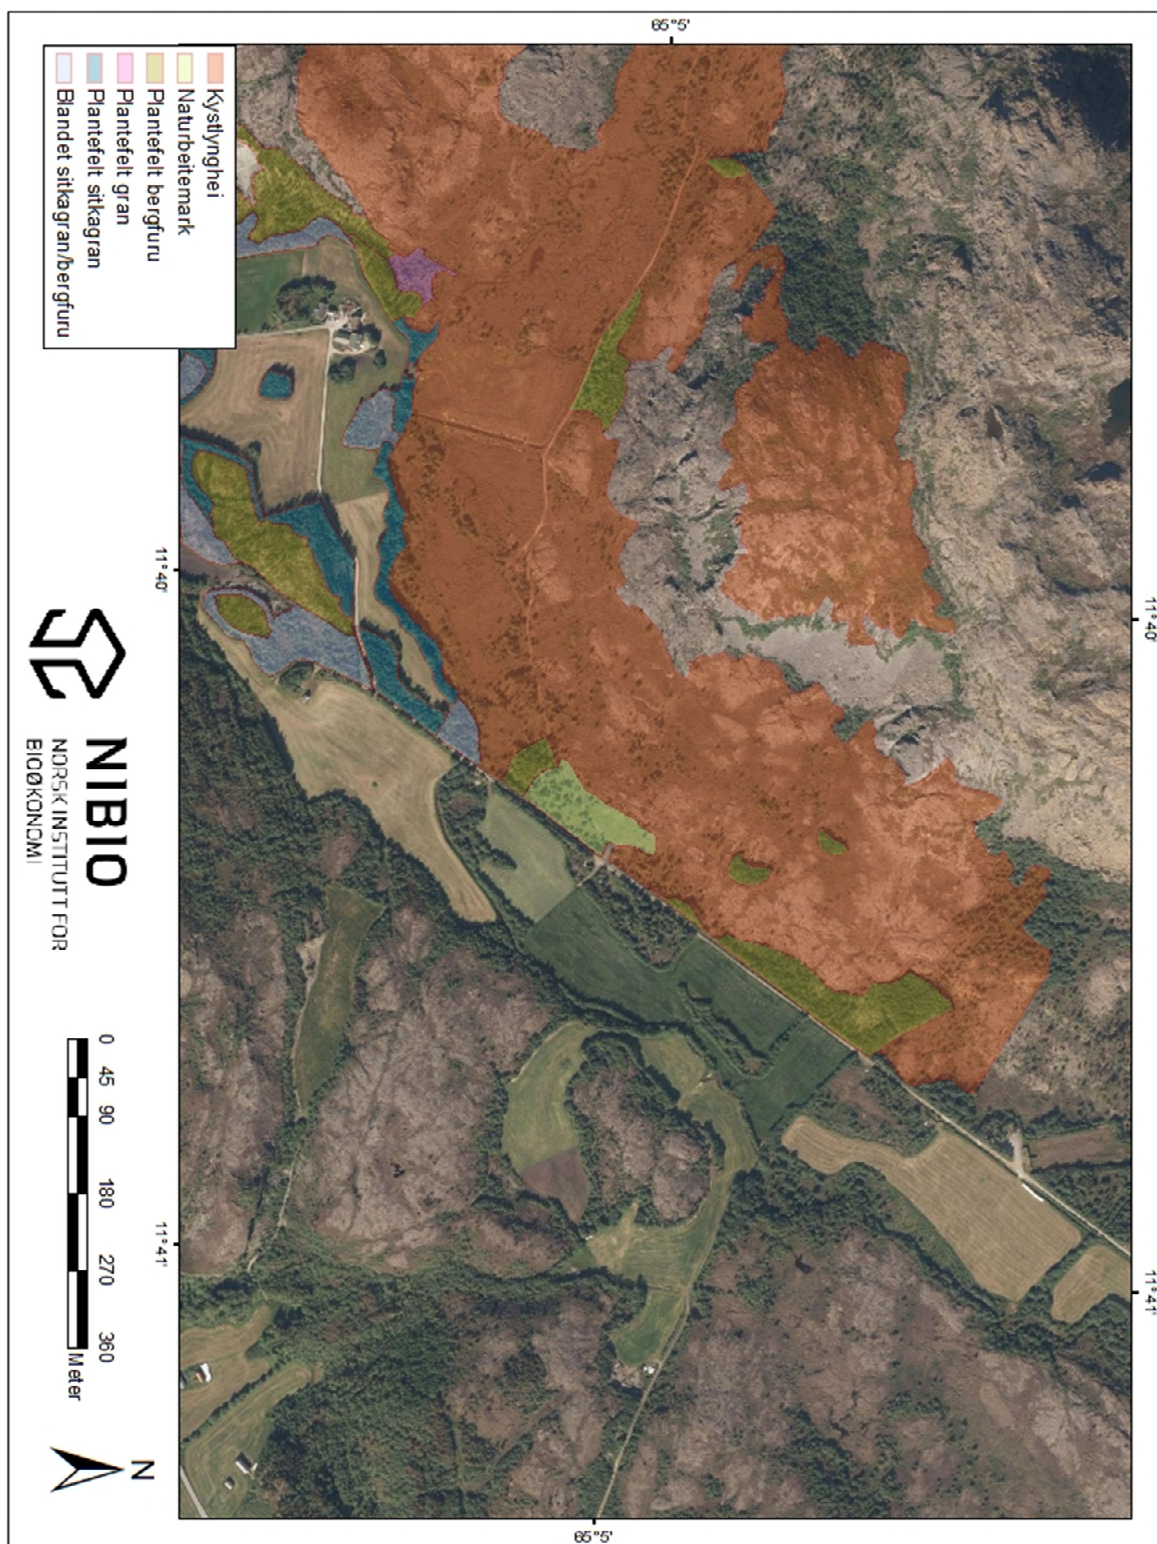 65°5'
11°40'
11°41'
Kystlynghei
Naturbeitemark
Plantefelt bergfuru
Plantefelt gran
Plantefelt sitkagran
Blandet sitkagran/bergfuru
11°40'
11°41'
65°5'
NIBIO
NORSK INSTITUTT FOR
BIOØKONOMI
0 45 90 180 270 360
Meter
N